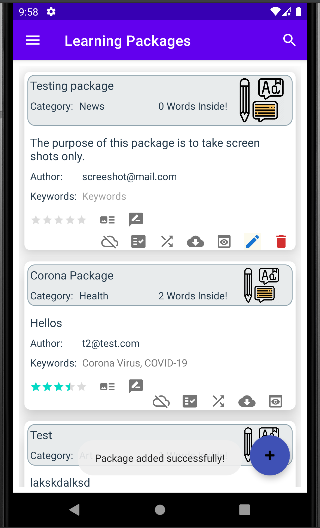 9:58
Learning Packages
Testing package
Category: News 0 Words Inside!
Ad
The purpose of this package is to take screen
shots only.
Author: screeshot@mail.com
Keywords: Keywords
Corona Package
Category: Health 2 Words Inside!
Ad
Hellos
Author: t2@test.com
Keywords: Corona Virus, COVID-19
Test
Package added successfully!
+
lakskdalksd